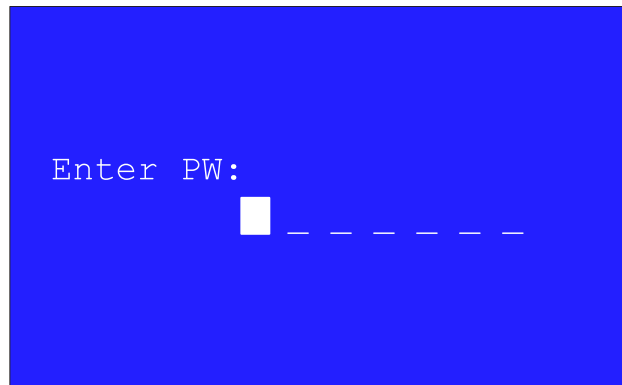 Enter PW:
█ _ _ _ _ _ _